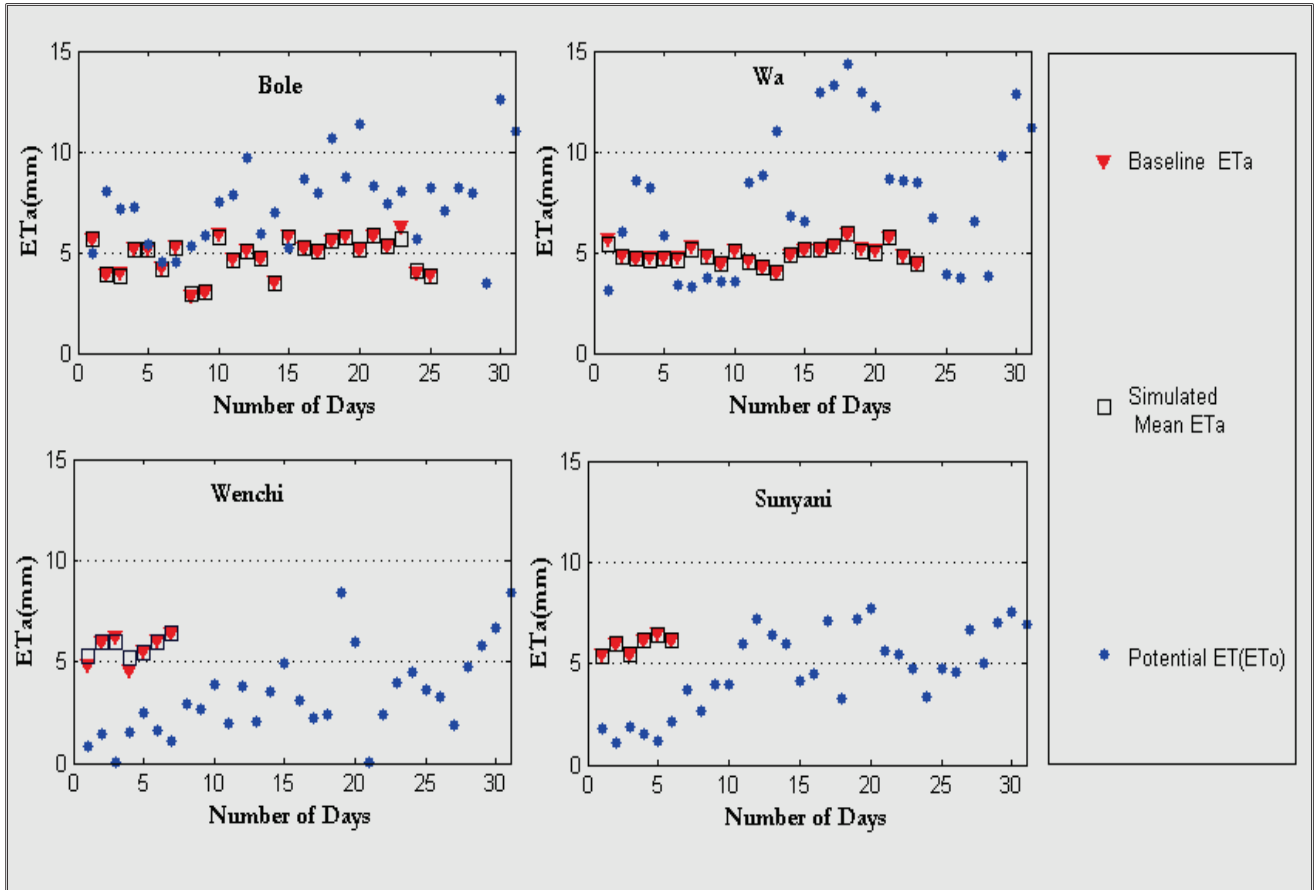 Bole
15
10
5
0
ETa(mm)
0 5 10 15 20 25 30
Number of Days
Wa
15
10
5
0
ETa(mm)
0 5 10 15 20 25 30
Number of Days
Wenchi
15
10
5
0
ETa(mm)
0 5 10 15 20 25 30
Number of Days
Sunyani
15
10
5
0
ETa(mm)
0 5 10 15 20 25 30
Number of Days
Baseline ETa
Simulated
Mean ETa
Potential ET(ETo)